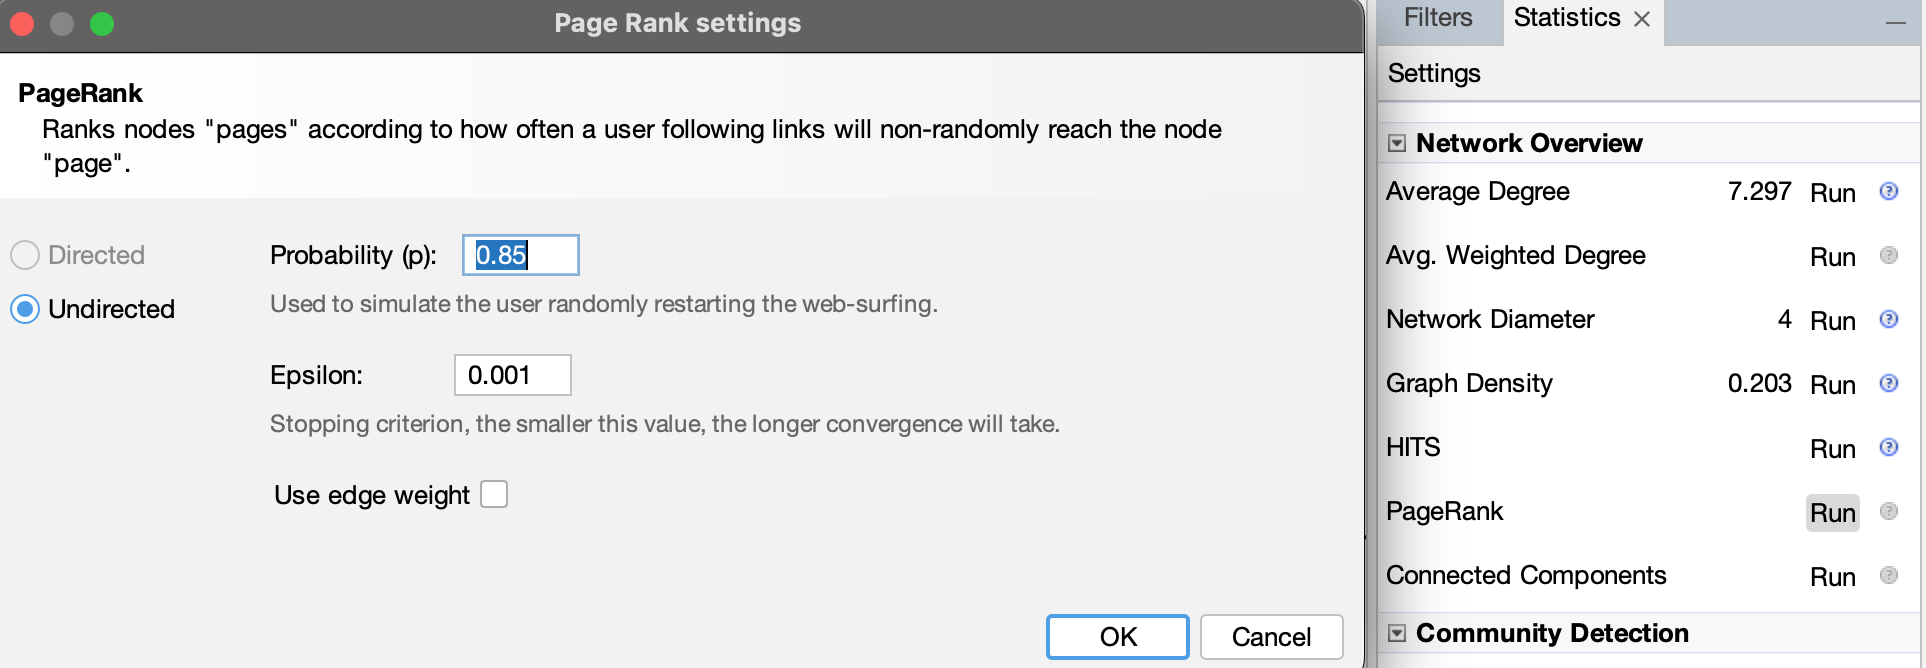 Page Rank settings
PageRank
Ranks nodes "pages" according to how often a user following links will non-randomly reach the node
"page".
Directed
Undirected
Probability (p): 0.85
Used to simulate the user randomly restarting the web-surfing.
Epsilon: 0.001
Stopping criterion, the smaller this value, the longer convergence will take.
Use edge weight
OK Cancel
Filters Statistics
Settings
Network Overview
Average Degree 7.297 Run ?
Avg. Weighted Degree Run ?
Network Diameter 4 Run ?
Graph Density 0.203 Run ?
HITS Run ?
PageRank Run ?
Connected Components Run ?
Community Detection